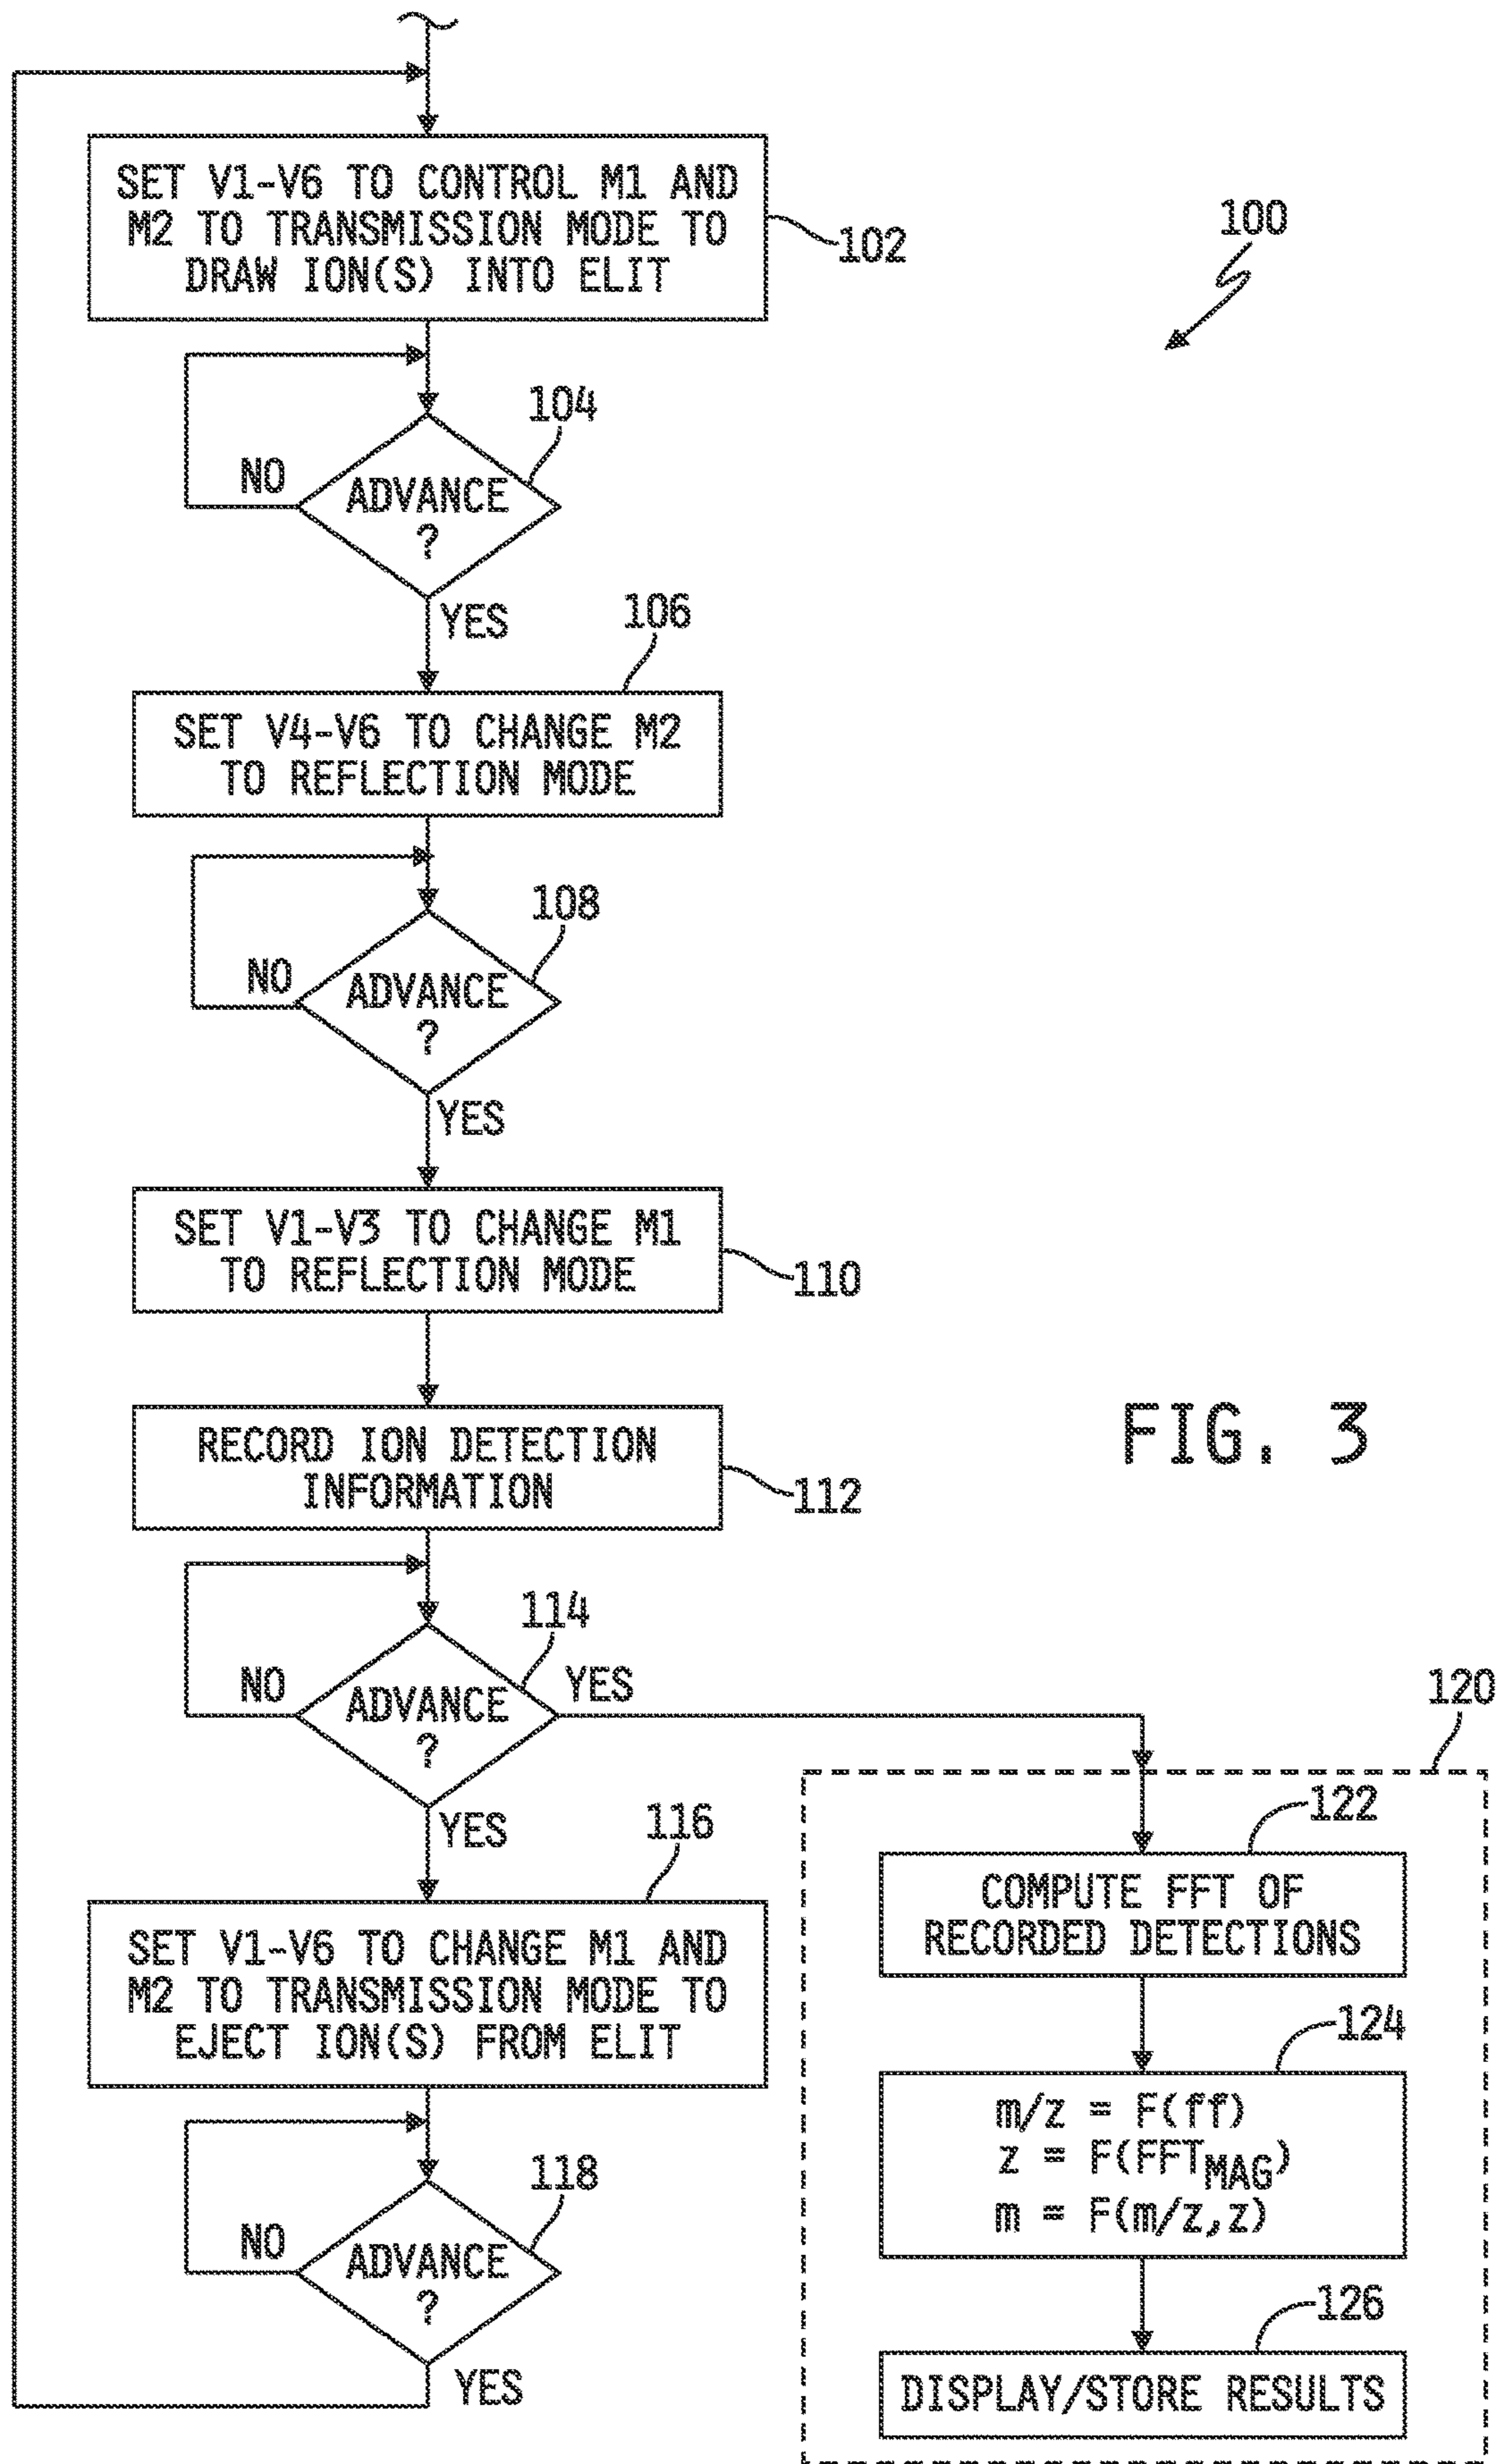 100
SET V1-V6 TO CONTROL M1 AND
M2 TO TRANSMISSION MODE TO
DRAW ION(S) INTO ELIT
102
104
NO
ADVANCE
?
YES
106
SET V4-V6 TO CHANGE M2
TO REFLECTION MODE
108
NO
ADVANCE
?
YES
SET V1-V3 TO CHANGE M1
TO REFLECTION MODE
110
RECORD ION DETECTION
INFORMATION
112
FIG. 3
114
NO
ADVANCE
?
YES
YES
116
SET V1-V6 TO CHANGE M1 AND
M2 TO TRANSMISSION MODE TO
EJECT ION(S) FROM ELIT
118
NO
ADVANCE
?
YES
120
122
COMPUTE FFT OF
RECORDED DETECTIONS
124
m/z = F(ff)
z = F(FFT_MAG)
m = F(m/z,z)
126
DISPLAY/STORE RESULTS